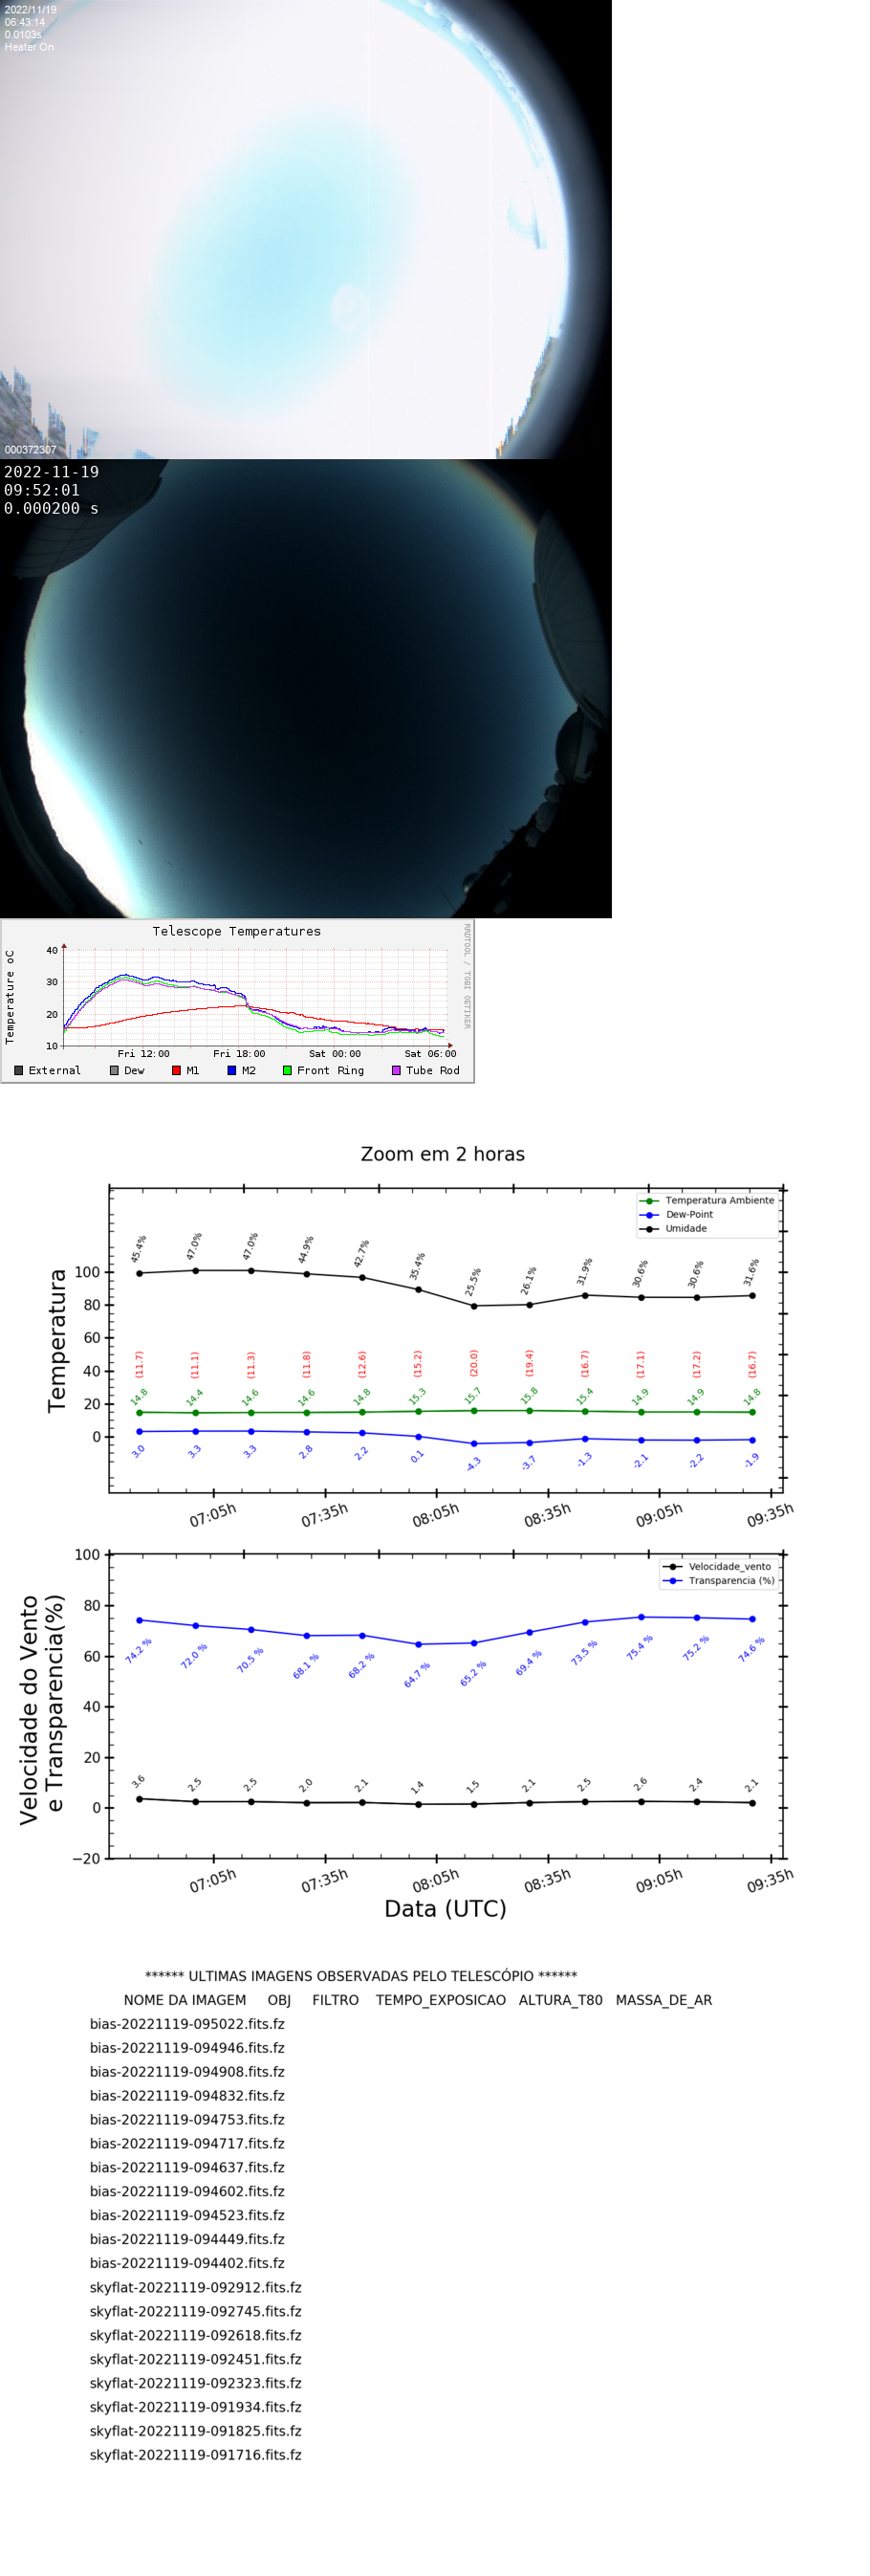 2022/11/19
06:43:14
0.0103s
Heater On
000372307
2022-11-19
09:52:01
0.000200 s
Telescope Temperatures
Temperature oC
RRDTOOL / TOBI OETIKER
40
30
20
10
Fri 12:00 Fri 18:00 Sat 00:00 Sat 06:00
External Dew M1 M2 Front Ring Tube Rod
Zoom em 2 horas
Temperatura Ambiente
Dew-Point
Umidade
Temperatura
100
80
60
40
20
0
45.4% 47.0% 47.0% 44.9% 42.7% 35.4% 25.5% 26.1% 31.9% 30.6% 30.6% 31.6%
(11.7) (11.1) (11.3) (11.8) (12.6) (15.2) (20.0) (19.4) (16.7) (17.1) (17.2) (16.7)
14.8 14.4 14.6 14.6 14.8 15.3 15.7 15.8 15.4 14.9 14.9 14.8
3.0 3.3 3.3 2.8 2.2 0.1 -4.3 -3.7 -1.3 -2.1 -2.2 -1.9
07:05h 07:35h 08:05h 08:35h 09:05h 09:35h
Velocidade_vento
Transparencia (%)
Velocidade do Vento
e Transparencia(%)
100
80
60
40
20
0
−20
74.2 % 72.0 % 70.5 % 68.1 % 68.2 % 64.7 % 65.2 % 69.4 % 73.5 % 75.4 % 75.2 % 74.6 %
3.6 2.5 2.5 2.0 2.1 1.4 1.5 2.1 2.5 2.6 2.4 2.1
07:05h 07:35h 08:05h 08:35h 09:05h 09:35h
Data (UTC)
****** ULTIMAS IMAGENS OBSERVADAS PELO TELESCÓPIO ******
NOME DA IMAGEM OBJ FILTRO TEMPO_EXPOSICAO ALTURA_T80 MASSA_DE_AR
bias-20221119-095022.fits.fz
bias-20221119-094946.fits.fz
bias-20221119-094908.fits.fz
bias-20221119-094832.fits.fz
bias-20221119-094753.fits.fz
bias-20221119-094717.fits.fz
bias-20221119-094637.fits.fz
bias-20221119-094602.fits.fz
bias-20221119-094523.fits.fz
bias-20221119-094449.fits.fz
bias-20221119-094402.fits.fz
skyflat-20221119-092912.fits.fz
skyflat-20221119-092745.fits.fz
skyflat-20221119-092618.fits.fz
skyflat-20221119-092451.fits.fz
skyflat-20221119-092323.fits.fz
skyflat-20221119-091934.fits.fz
skyflat-20221119-091825.fits.fz
skyflat-20221119-091716.fits.fz